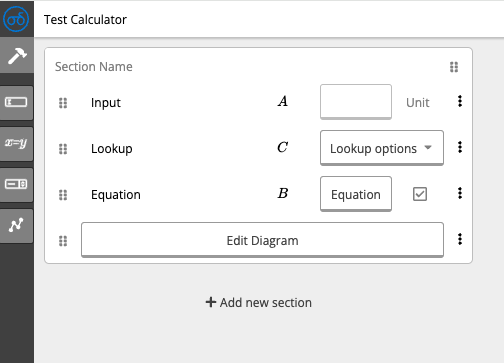 Test Calculator
Section Name
Input A Unit
x=y
Lookup C Lookup options
Equation B Equation
Edit Diagram
+ Add new section